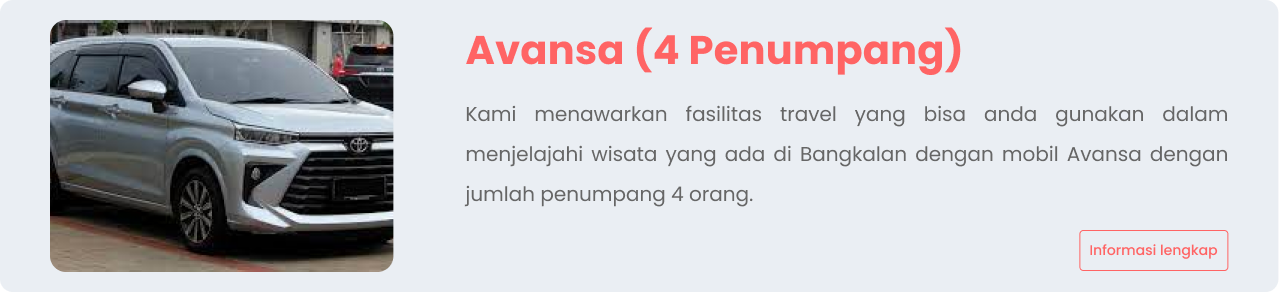 Avansa (4 Penumpang)
Kami menawarkan fasilitas travel yang bisa anda gunakan dalam
menjelajahi wisata yang ada di Bangkalan dengan mobil Avansa dengan
jumlah penumpang 4 orang.
Informasi lengkap